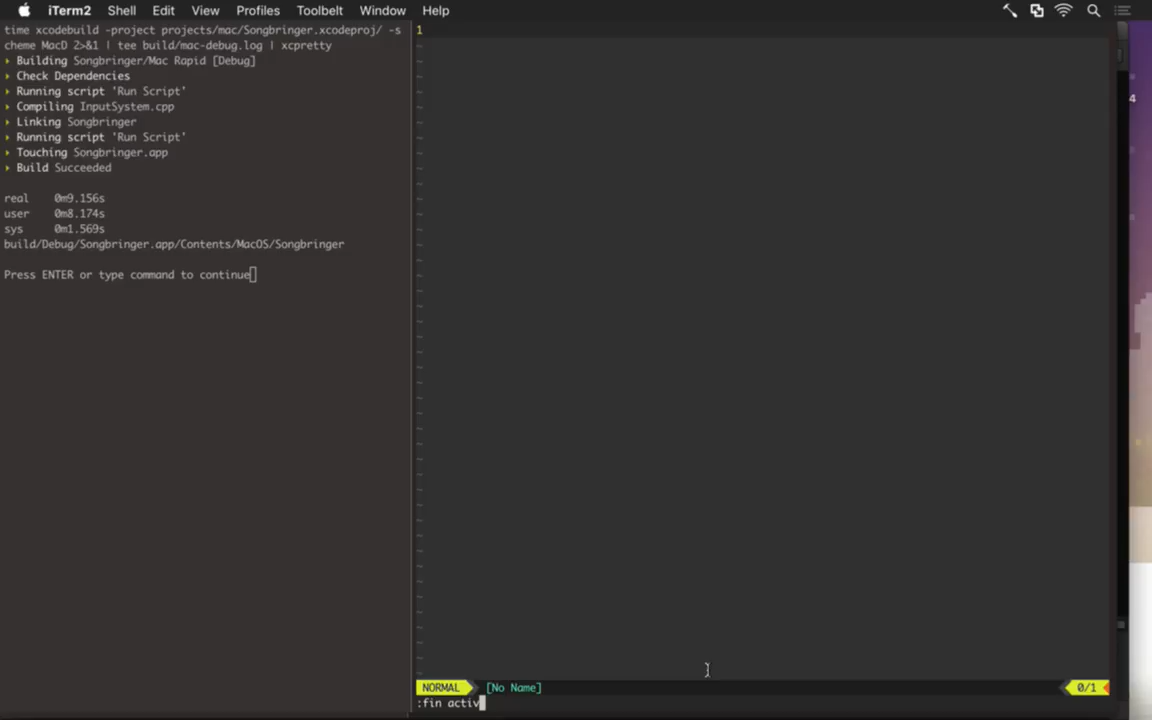 iTerm2 Shell Edit View Profiles Toolbelt Window Help
time xcodebuild -project projects/mac/Songbringer.xcodeproj/ -s
cheme MacD 2>&1 | tee build/mac-debug.log | xcpretty
▸ Building Songbringer/Mac Rapid [Debug]
▸ Check Dependencies
▸ Running script 'Run Script'
▸ Compiling InputSystem.cpp
▸ Linking Songbringer
▸ Running script 'Run Script'
▸ Touching Songbringer.app
▸ Build Succeeded
real 0m9.156s
user 0m8.174s
sys 0m1.569s
build/Debug/Songbringer.app/Contents/MacOS/Songbringer
Press ENTER or type command to continue
1
NORMAL [No Name] 0/1
:fin activ
4